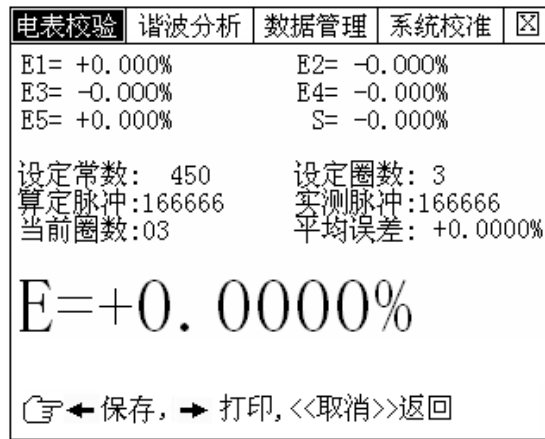 电表校验 谐波分析 数据管理 系统校准
E1= +0.000% E2= -0.000%
E3= -0.000% E4= -0.000%
E5= +0.000% S= -0.000%
设定常数: 450 设定圈数: 3
算定脉冲:166666 实测脉冲:166666
当前圈数:03 平均误差: +0.0000%
E=+0.0000%
保存, 打印,<<取消>>返回